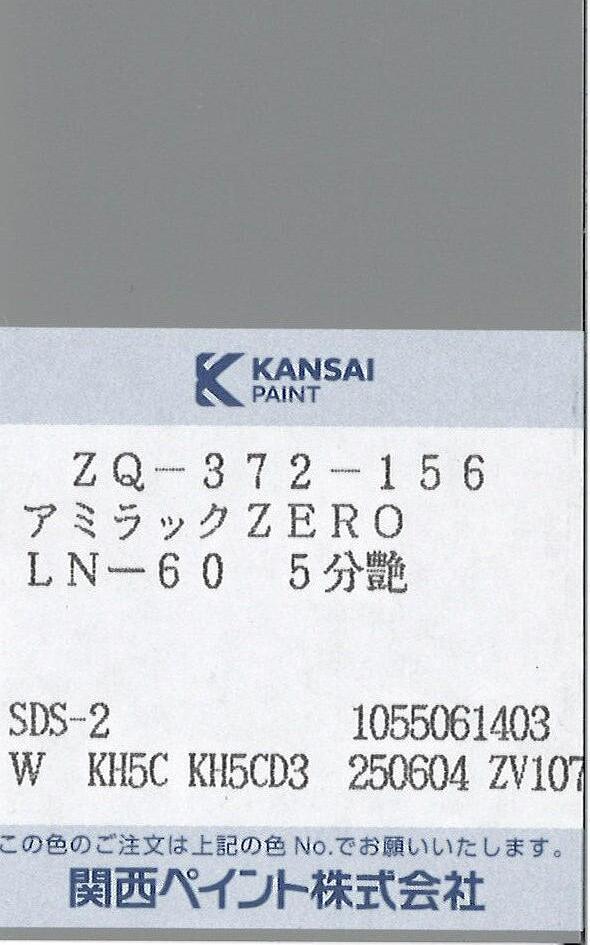 KANSAI
PAINT
ZQ-372-156
アミラックZERO
LN-60 5分艶
SDS-2 1055061403
W KH5C KH5CD3 250604 ZV107
この色のご注文は上記の色No.でお願いいたします。
関西ペイント株式会社